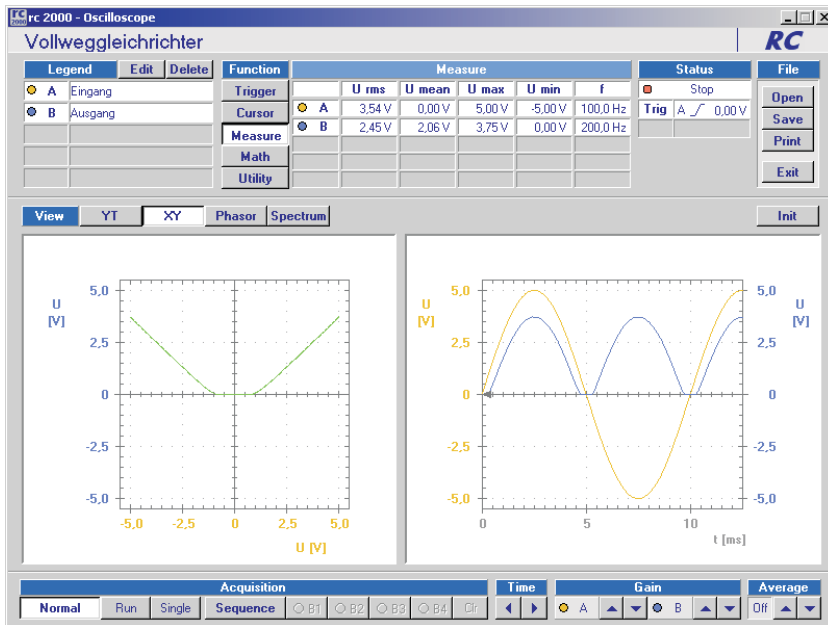 rc 2000 rc 2000 - Oscilloscope
Vollweggleichrichter RC
Legend Edit Delete Function Measure Status File
U rms U mean U max U min f
A Eingang Trigger A 3,54 V 0,00 V 5,00 V -5,00 V 100,0 Hz Stop Open
B Ausgang Cursor B 2,45 V 2,06 V 3,75 V 0,00 V 200,0 Hz Trig A 0,00 V Save
Measure Print
Math
Utility Exit
View YT XY Phasor Spectrum Init
U [V]
5,0
2,5
0
-2,5
-5,0
-5,0 -2,5 0 2,5 5,0
U [V]
U [V]
5,0
2,5
0
-2,5
-5,0
0 5 10
t [ms]
5,0
2,5
0
-2,5
-5,0
U [V]
Acquisition Time Gain Average
Normal Run Single Sequence B1 B2 B3 B4 Clr A B Off